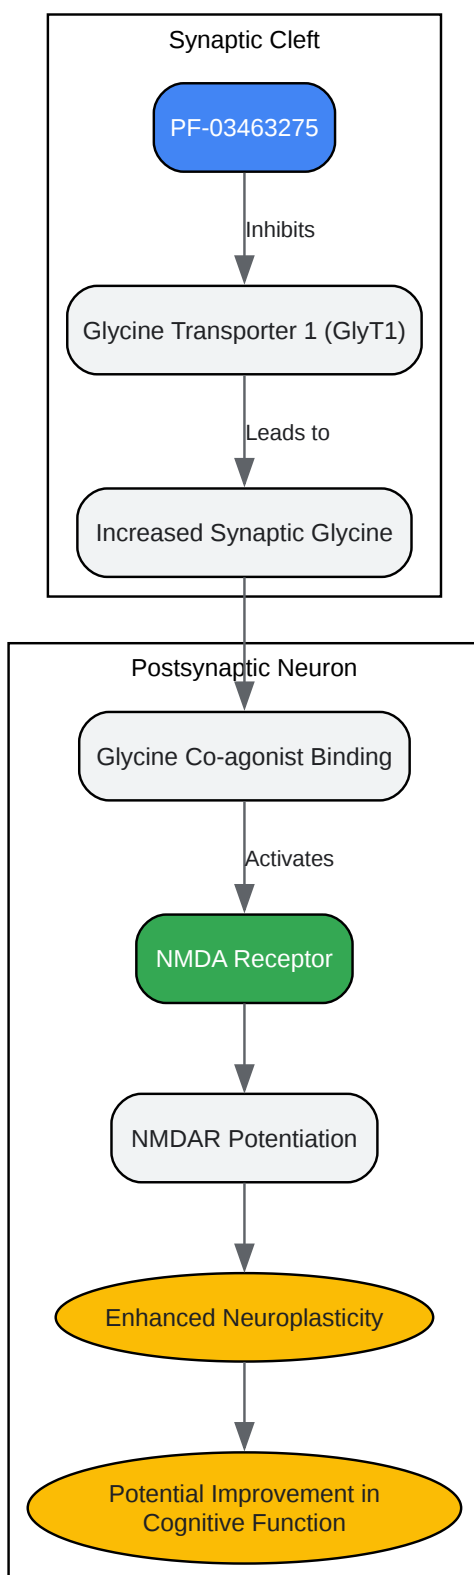 Synaptic Cleft
PF-03463275
Inhibits
Glycine Transporter 1 (GlyT1)
Leads to
Increased Synaptic Glycine
Postsynaptic Neuron
Glycine Co-agonist Binding
Activates
NMDA Receptor
NMDAR Potentiation
Enhanced Neuroplasticity
Potential Improvement in
Cognitive Function